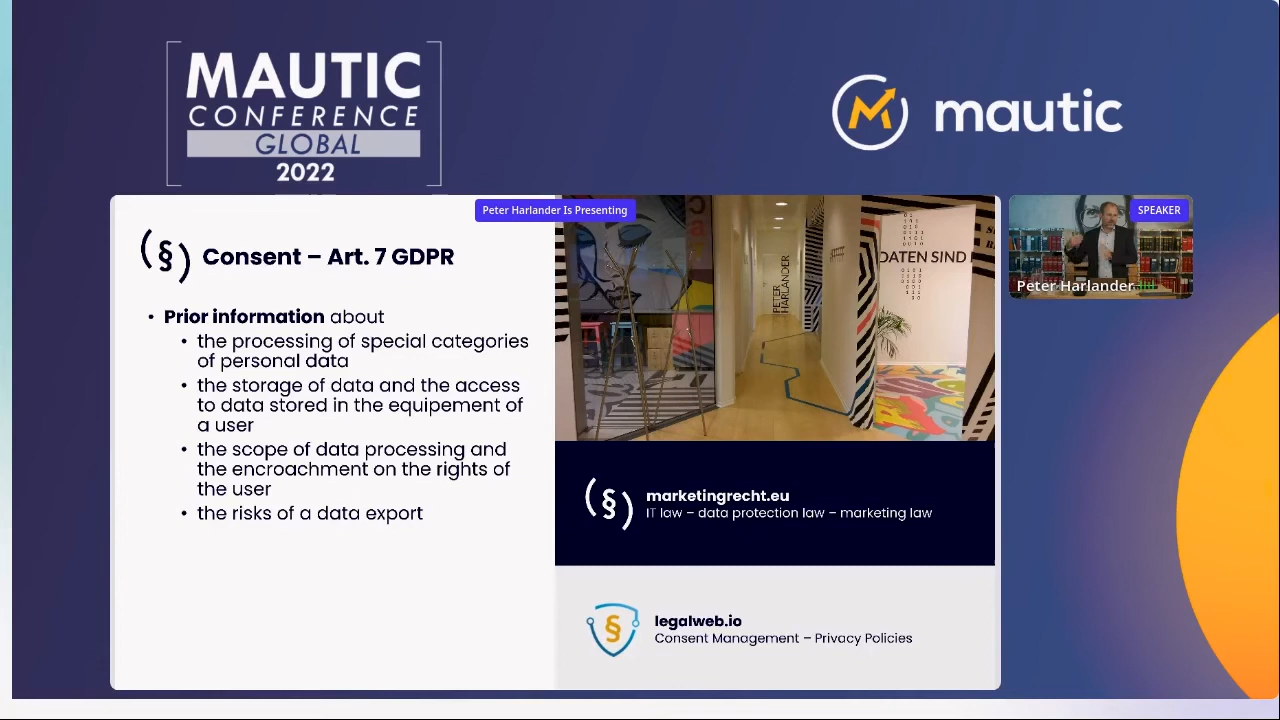 MAUTIC
CONFERENCE
GLOBAL
2022
mautic
Peter Harlander Is Presenting
SPEAKER
Peter Harlander
(§) Consent – Art. 7 GDPR
• Prior information about
• the processing of special categories
of personal data
• the storage of data and the access
to data stored in the equipement of
a user
• the scope of data processing and
the encroachment on the rights of
the user
• the risks of a data export
PETER
HARLANDER
DATEN SIND
(§) marketingrecht.eu
IT law – data protection law – marketing law
§ legalweb.io
Consent Management – Privacy Policies